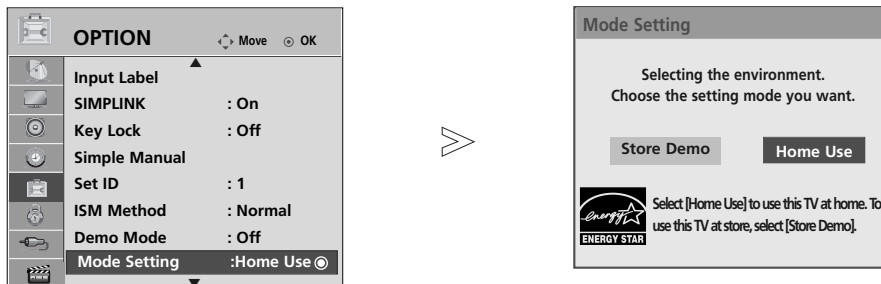 OPTION
Move OK
Input Label
SIMPLINK : On
Key Lock : Off
Simple Manual
Set ID : 1
ISM Method : Normal
Demo Mode : Off
Mode Setting :Home Use
Mode Setting
Selecting the environment.
Choose the setting mode you want.
Store Demo Home Use
energy
ENERGY STAR
Select [Home Use] to use this TV at home. To
use this TV at store, select [Store Demo].